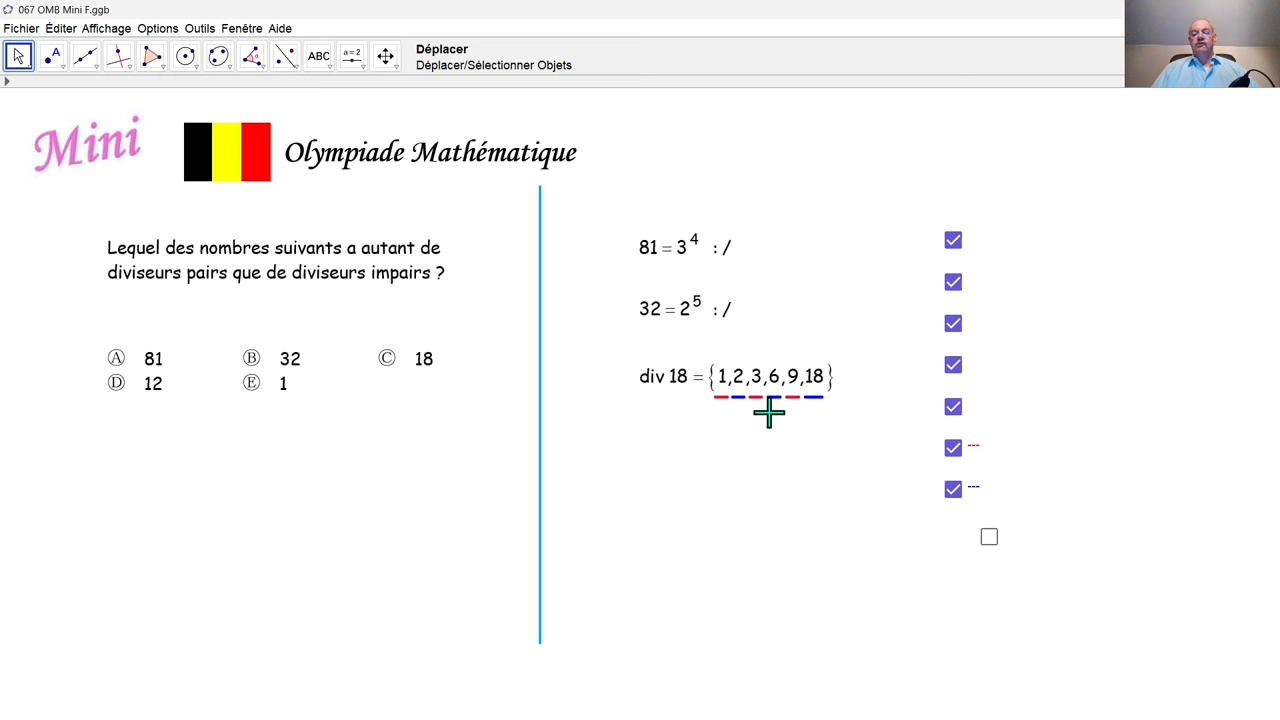 067 OMB Mini F.ggb
Fichier Éditer Affichage Options Outils Fenêtre Aide
A
ABC
a=2
Déplacer
Déplacer/Sélectionner Objets
Mini
Olympiade Mathématique
Lequel des nombres suivants a autant de
diviseurs pairs que de diviseurs impairs ?
Ⓐ 81 Ⓑ 32 Ⓒ 18
Ⓓ 12 Ⓔ 1
81 = 3⁴ : /
32 = 2⁵ : /
div 18 = {1,2,3,6,9,18}